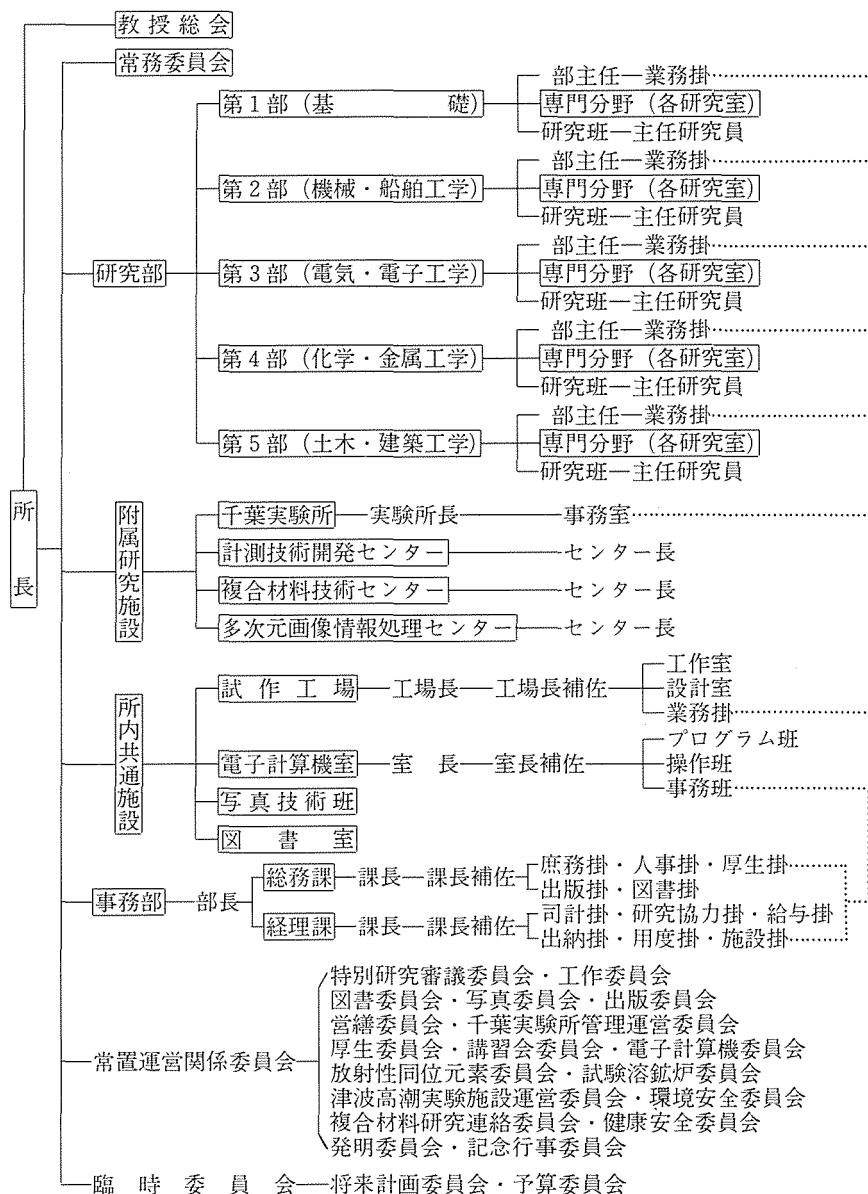 教授総会
常務委員会
部主任―業務掛
第1部(基礎)
専門分野(各研究室)
研究班―主任研究員
部主任―業務掛
第2部(機械・船舶工学)
専門分野(各研究室)
研究班―主任研究員
部主任―業務掛
研究部
第3部(電気・電子工学)
専門分野(各研究室)
研究班―主任研究員
部主任―業務掛
第4部(化学・金属工学)
専門分野(各研究室)
研究班―主任研究員
部主任―業務掛
第5部(土木・建築工学)
専門分野(各研究室)
研究班―主任研究員
所長
附属研究施設
千葉実験所―実験所長―事務室
計測技術開発センター―センター長
複合材料技術センター―センター長
多次元画像情報処理センター―センター長
所内共通施設
工作室
試作工場―工場長―工場長補佐―設計室
業務掛
プログラム班
電子計算機室―室長―室長補佐―操作班
事務班
写真技術班
図書室
庶務掛・人事掛・厚生掛
総務課―課長―課長補佐
出版掛・図書掛
事務部―部長
司計掛・研究協力掛・給与掛
経理課―課長―課長補佐
出納掛・用度掛・施設掛
特別研究審議委員会・工作委員会
図書委員会・写真委員会・出版委員会
営繕委員会・千葉実験所管理運営委員会
厚生委員会・講習会委員会・電子計算機委員会
常置運営関係委員会
放射性同位元素委員会・試験溶鉱炉委員会
津波高潮実験施設運営委員会・環境安全委員会
複合材料研究連絡委員会・健康安全委員会
発明委員会・記念行事委員会
臨時委員会―将来計画委員会・予算委員会